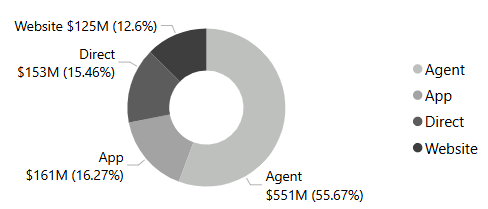 Website $125M (12.6%)
Direct
$153M (15.46%)
App
$161M (16.27%)
Agent
$551M (55.67%)
Agent
App
Direct
Website